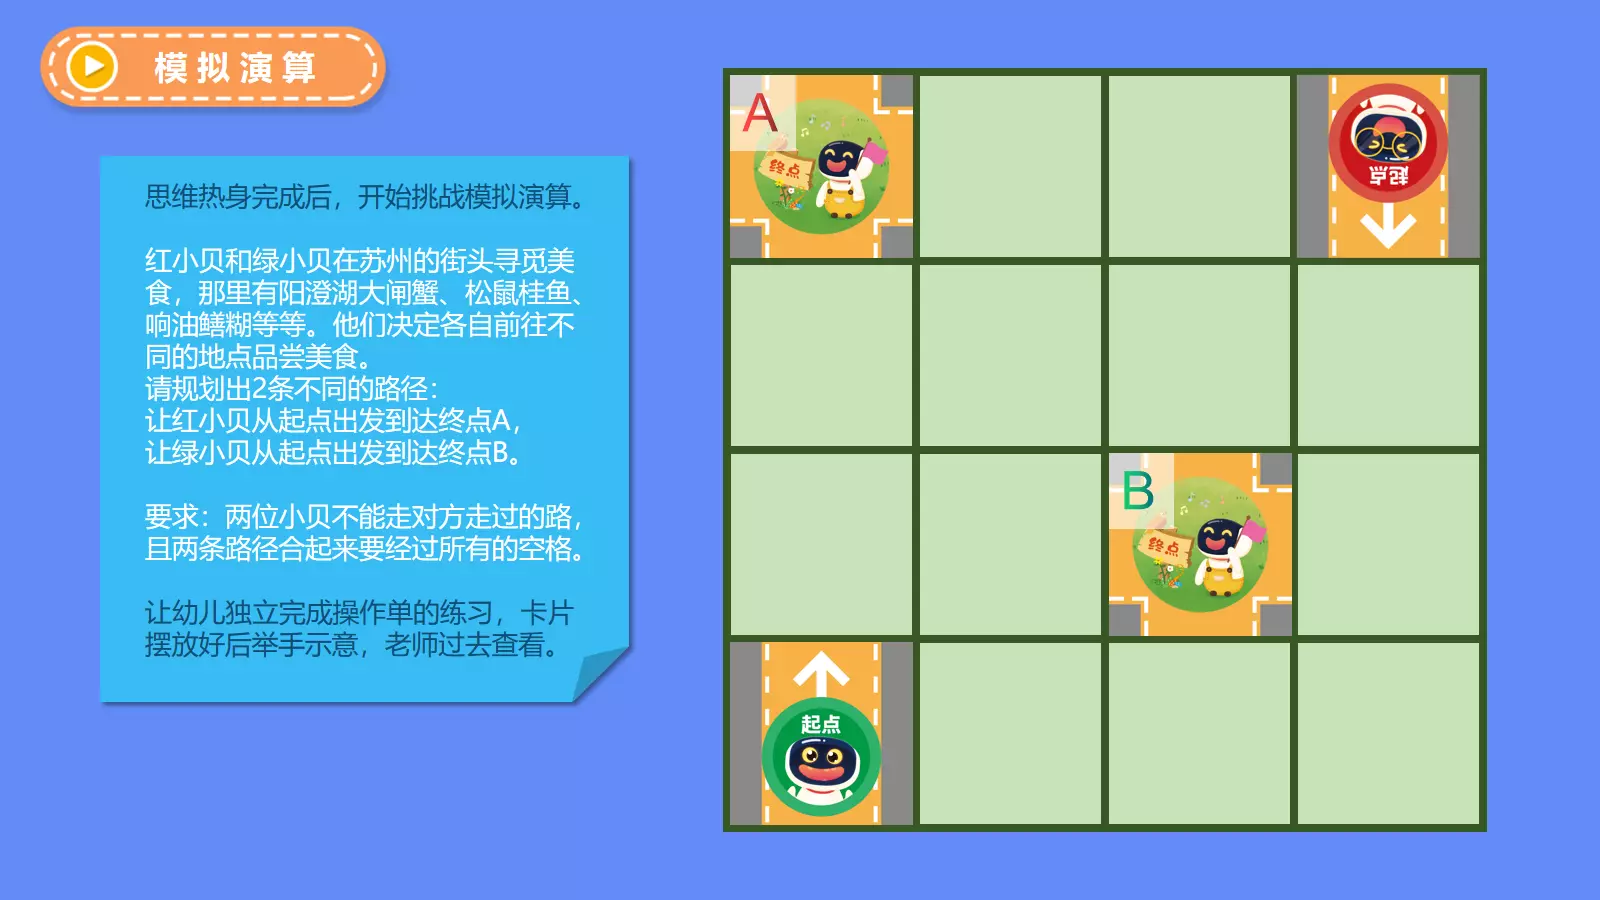 模拟演算
思维热身完成后，开始挑战模拟演算。
红小贝和绿小贝在苏州的街头寻觅美
食，那里有阳澄湖大闸蟹、松鼠桂鱼、
响油鳝糊等等。他们决定各自前往不
同的地点品尝美食。
请规划出2条不同的路径：
让红小贝从起点出发到达终点A，
让绿小贝从起点出发到达终点B。
要求：两位小贝不能走对方走过的路，
且两条路径合起来要经过所有的空格。
让幼儿独立完成操作单的练习，卡片
摆放好后举手示意，老师过去查看。
A
终点
起点
B
终点
起点